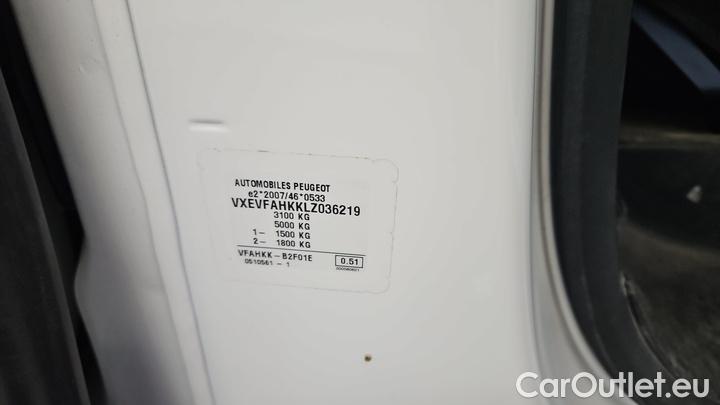 AUTOMOBILES PEUGEOT
e2*2007/46*0533
VXEVFAHKKLZ036219
3100 KG
5000 KG
1- 1500 KG
2- 1800 KG
VFAHKK-B2F01E 0.51
0510561 - 1
CarOutlet.eu